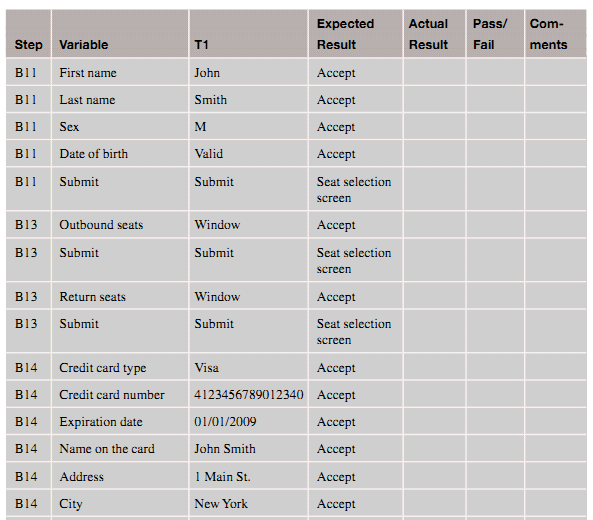 Step Variable T1 Expected Result Actual Result Pass/ Fail Com- ments
B11 First name John Accept
B11 Last name Smith Accept
B11 Sex M Accept
B11 Date of birth Valid Accept
B11 Submit Submit Seat selection screen
B13 Outbound seats Window Accept
B13 Submit Submit Seat selection screen
B13 Return seats Window Accept
B13 Submit Submit Seat selection screen
B14 Credit card type Visa Accept
B14 Credit card number 4123456789012340 Accept
B14 Expiration date 01/01/2009 Accept
B14 Name on the card John Smith Accept
B14 Address 1 Main St. Accept
B14 City New York Accept